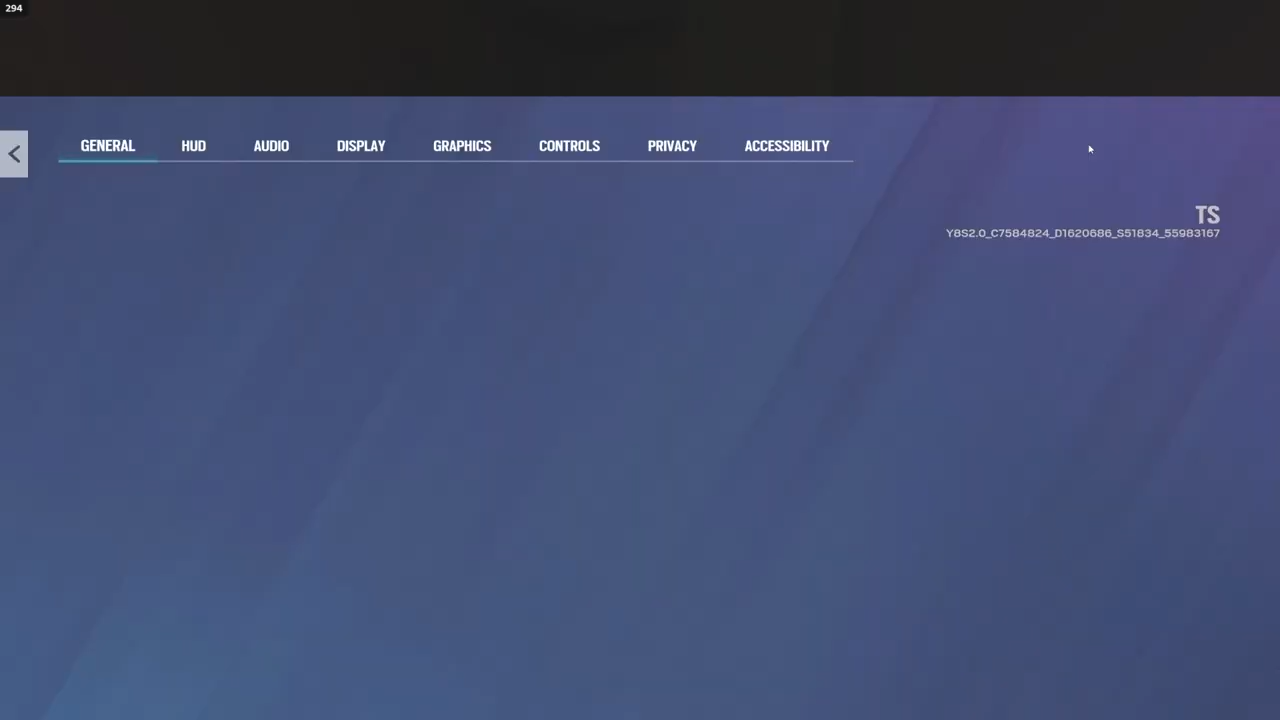 294
GENERAL HUD AUDIO DISPLAY GRAPHICS CONTROLS PRIVACY ACCESSIBILITY
TS
Y8S2.0_C7584824_D1620686_S51834_55983167